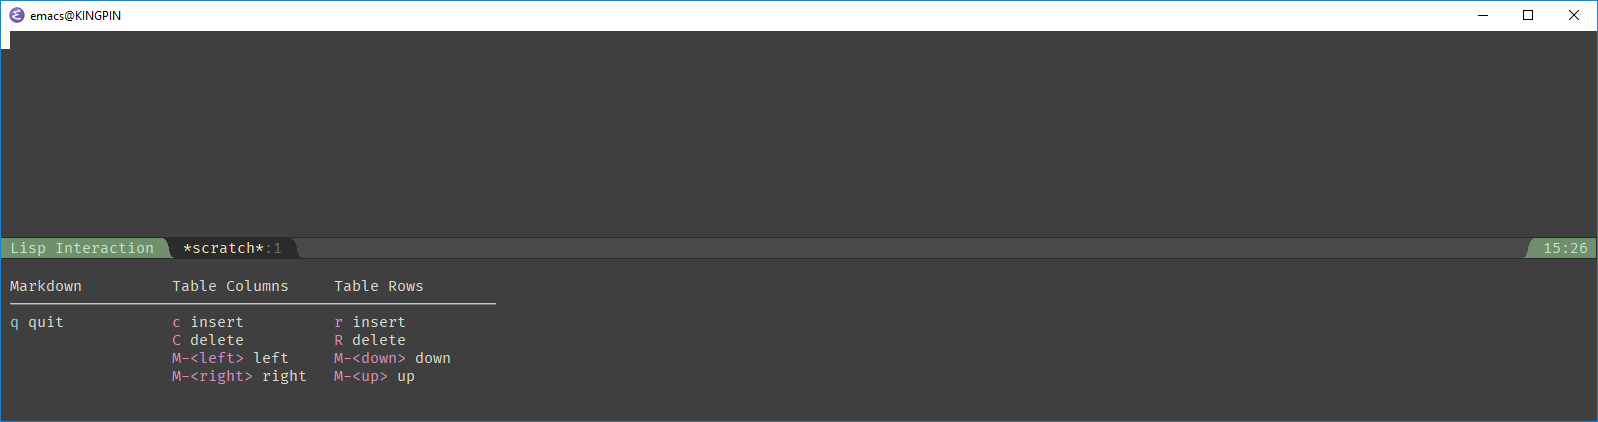 emacs@KINGPIN
Lisp Interaction *scratch*:1 15:26
Markdown Table Columns Table Rows
q quit c insert r insert
C delete R delete
M-<left> left M-<down> down
M-<right> right M-<up> up